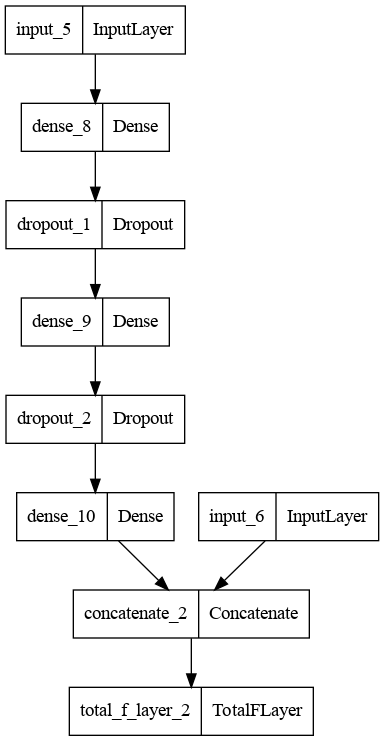 input_5 InputLayer
dense_8 Dense
dropout_1 Dropout
dense_9 Dense
dropout_2 Dropout
dense_10 Dense input_6 InputLayer
concatenate_2 Concatenate
total_f_layer_2 TotalFLayer